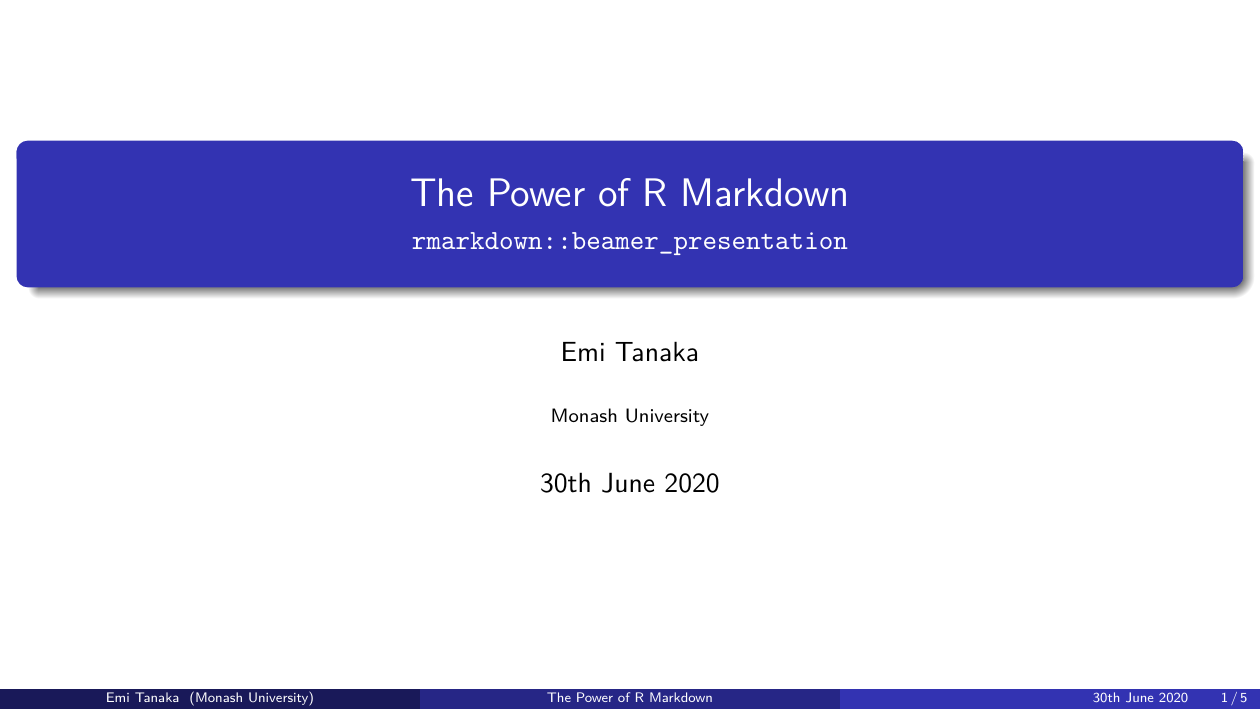 The Power of R Markdown
rmarkdown::beamer_presentation
Emi Tanaka
Monash University
30th June 2020
Emi Tanaka (Monash University) The Power of R Markdown 30th June 2020 1 / 5